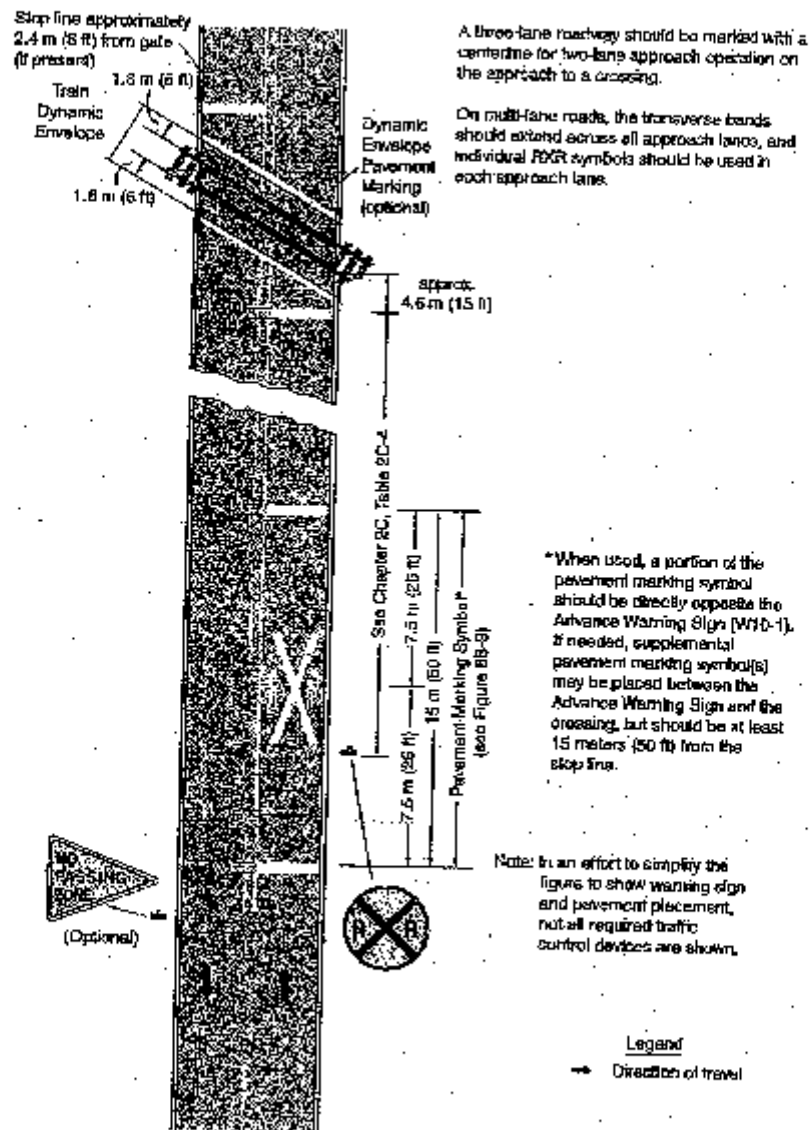 Stop line approximately
2.4 m (8 ft) from gate
(if present)
1.8 m (6 ft)
Train
Dynamic
Envelope
1.8 m (6 ft)
Dynamic
Envelope
Pavement
Marking
(optional)
A three-lane roadway should be marked with a
centerline for two-lane approach operation on
the approach to a crossing.
On multi-lane roads, the transverse bands
should extend across all approach lanes, and
individual RXR symbols should be used in
each approach lane.
approx.
4.6 m (15 ft)
See Chapter 2C, Table 2C-4
7.5 m (25 ft)
15 m (50 ft)
Pavement Marking Symbol*
(see Figure 8B-3)
7.5 m (25 ft)
*When used, a portion of the
pavement marking symbol
should be directly opposite the
Advance Warning Sign (W10-1).
If needed, supplemental
pavement marking symbol(s)
may be placed between the
Advance Warning Sign and the
crossing, but should be at least
15 meters (50 ft) from the
stop line.
NO
PASSING
ZONE
(Optional)
R R
Note: In an effort to simplify the
figure to show warning sign
and pavement placement,
not all required traffic
control devices are shown.
Legend
Direction of travel